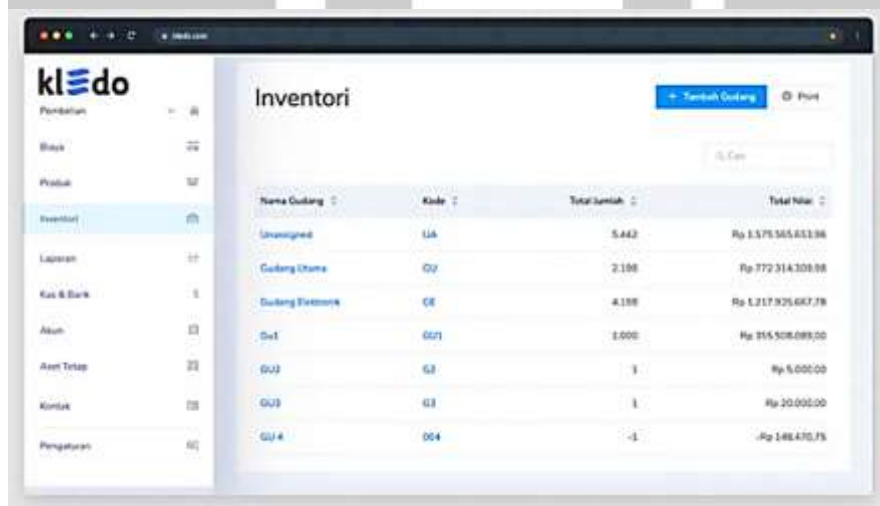 kledo
Inventori
+ Tambah Gudang
Print
Pembelian
Biaya
Cari
Produk
Nama Gudang Kode Total Jumlah Total Nilai
Inventori
Unassigned UA 5.442
Laporan
Gudang Utama GU 2.198
Kas & Bank
Gudang Elektronik GE 4.198
Akun
Gu1 GU1 1.000
Aset Tetap
GU2 G2 1 Rp 5.000,00
Kontak
GU3 G3 1 Rp 20.000,00
GU 4 004 -1
Pengaturan